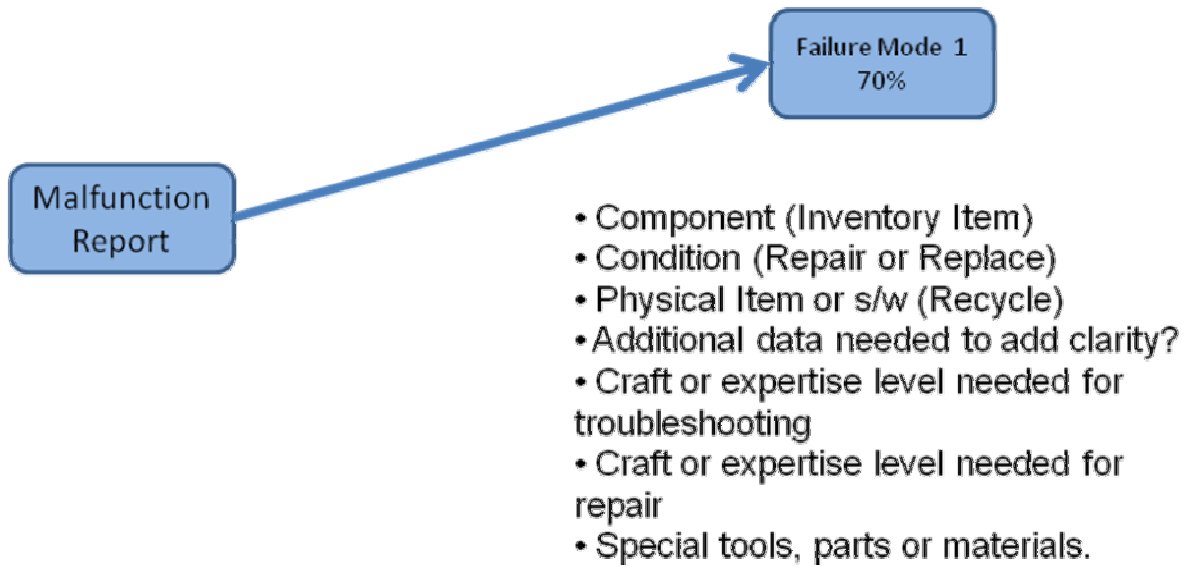 Failure Mode 1
70%
Malfunction
Report
• Component (Inventory Item)
• Condition (Repair or Replace)
• Physical Item or s/w (Recycle)
• Additional data needed to add clarity?
• Craft or expertise level needed for
troubleshooting
• Craft or expertise level needed for
repair
• Special tools, parts or materials.